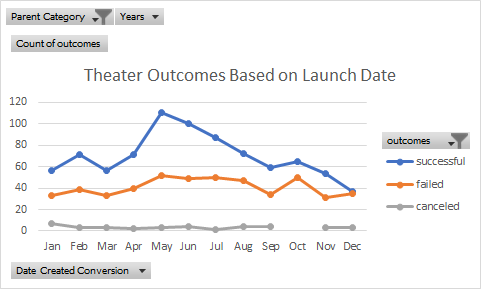 Parent Category Years
Count of outcomes
Theater Outcomes Based on Launch Date
120
100
80
60
40
20
0
Jan Feb Mar Apr May Jun Jul Aug Sep Oct Nov Dec
outcomes
successful
failed
canceled
Date Created Conversion